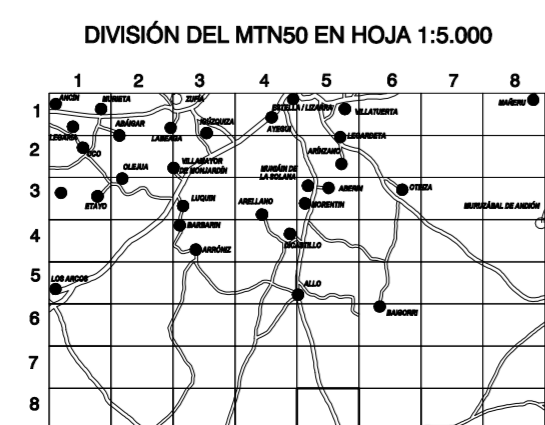 DIVISIÓN DEL MTN50 EN HOJA 1:5.000
1 2 3 4 5 6 7 8
1
ANCÍN
MURIETA
ZUFÍA
ESTELLA / LIZARRA
VILLATUERTA
MAÑERU
LEGARIA
ABÁIGAR
LABEAGA
IGÚZQUIZA
AYEGUI
2
OCO
LEGARDETA
ARÍNZANO
OLEJUA
VILLAMAYOR
DE MONJARDÍN
MUNIÁIN DE
LA SOLANA
3
ETAYO
LUQUIN
ARELLANO
ABERIN
MORENTIN
OTEIZA
MURUZÁBAL DE ANDIÓN
4
BARBARIN
DICASTILLO
ARRÓNIZ
5
LOS ARCOS
ALLO
6
BAIGORRI
7
8